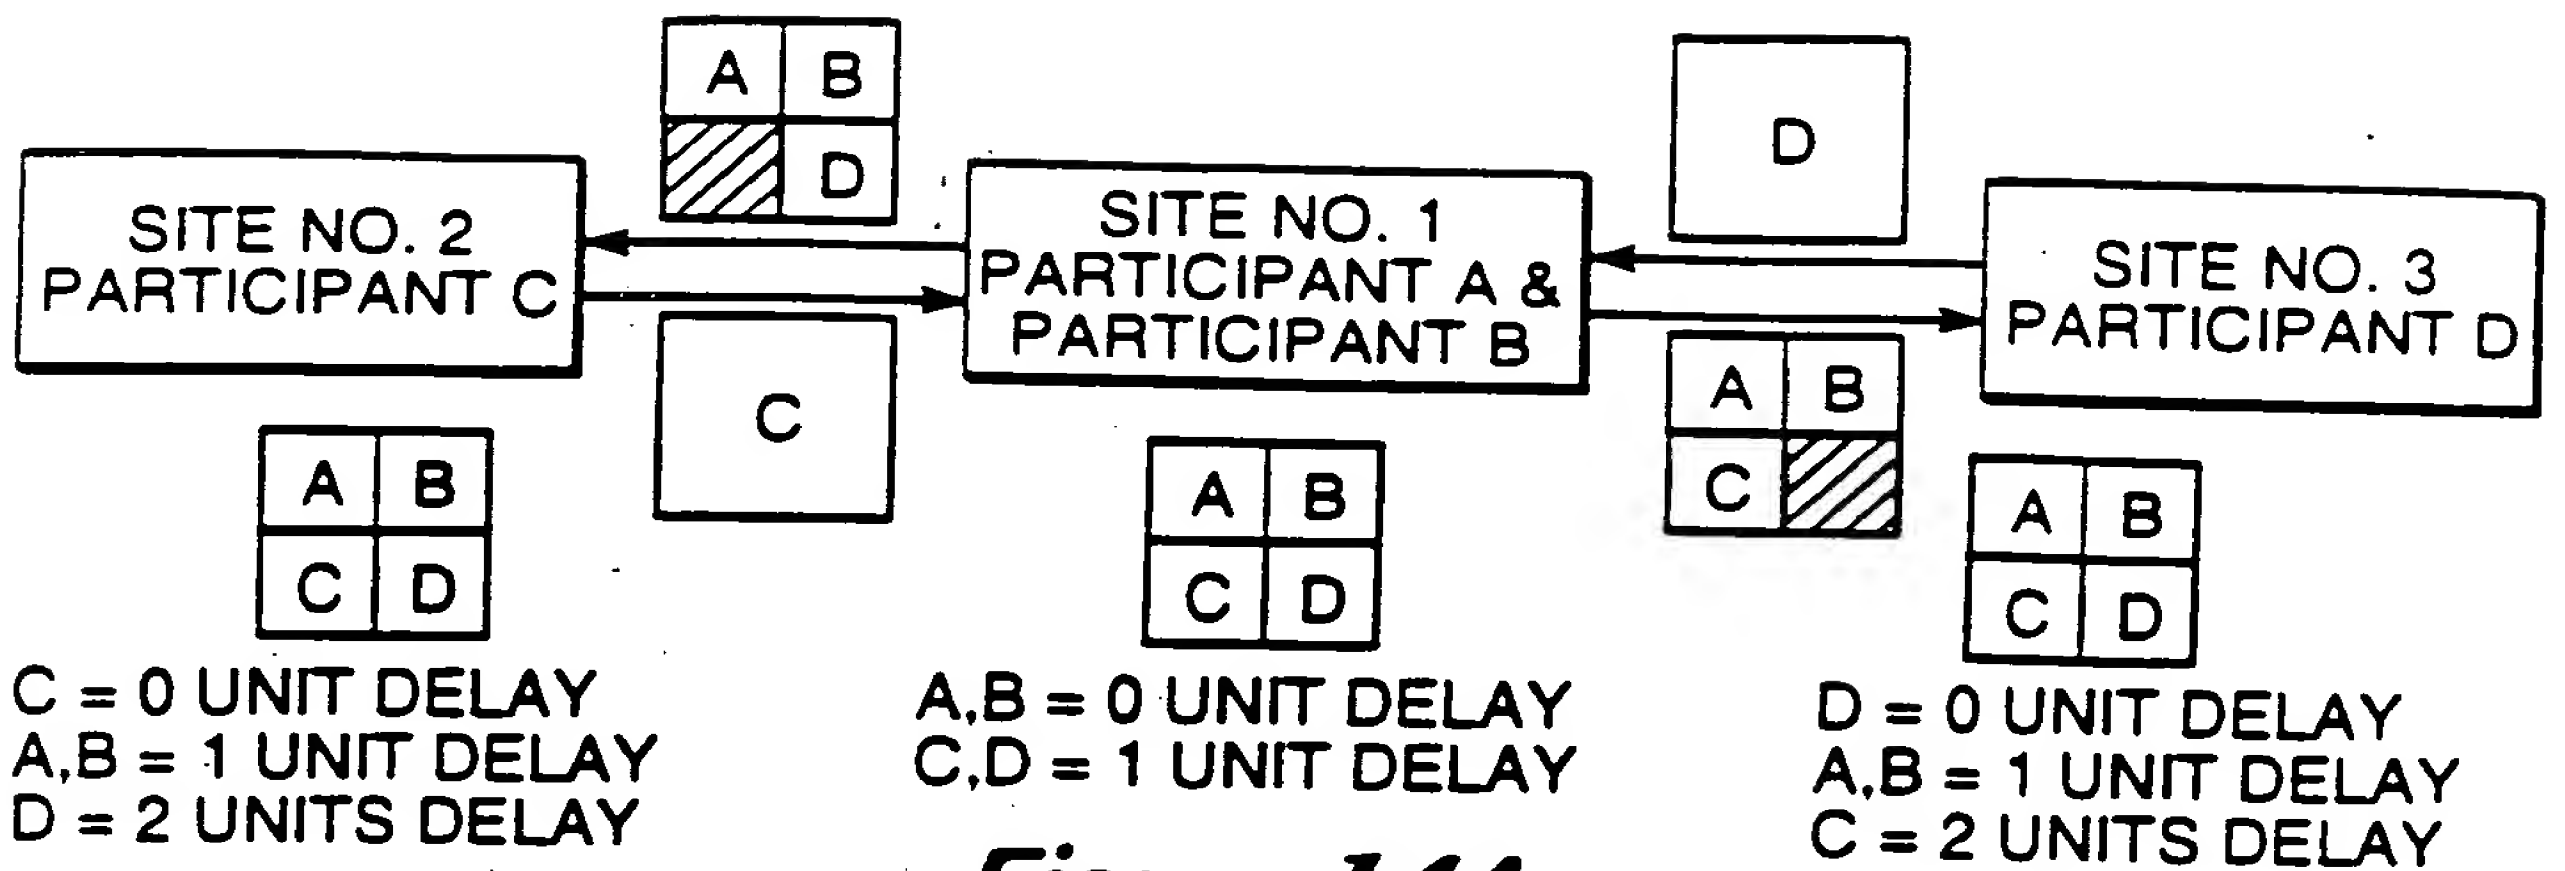 A B
D
SITE NO. 2
PARTICIPANT C
C
A B
C D
C = 0 UNIT DELAY
A,B = 1 UNIT DELAY
D = 2 UNITS DELAY
SITE NO. 1
PARTICIPANT A &
PARTICIPANT B
A B
C D
A,B = 0 UNIT DELAY
C,D = 1 UNIT DELAY
D
SITE NO. 3
PARTICIPANT D
A B
C
A B
C D
D = 0 UNIT DELAY
A,B = 1 UNIT DELAY
C = 2 UNITS DELAY